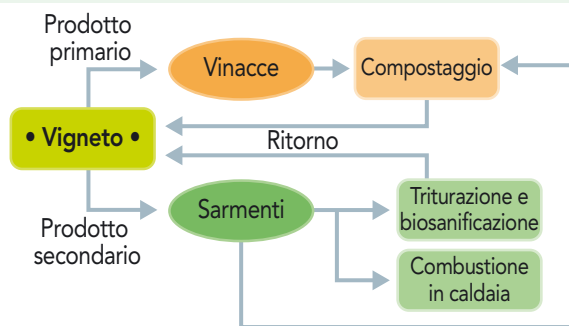 Prodotto
primario
Vinacce
Compostaggio
• Vigneto •
Ritorno
Sarmenti
Triturazione e
biosanificazione
Prodotto
secondario
Combustione
in caldaia